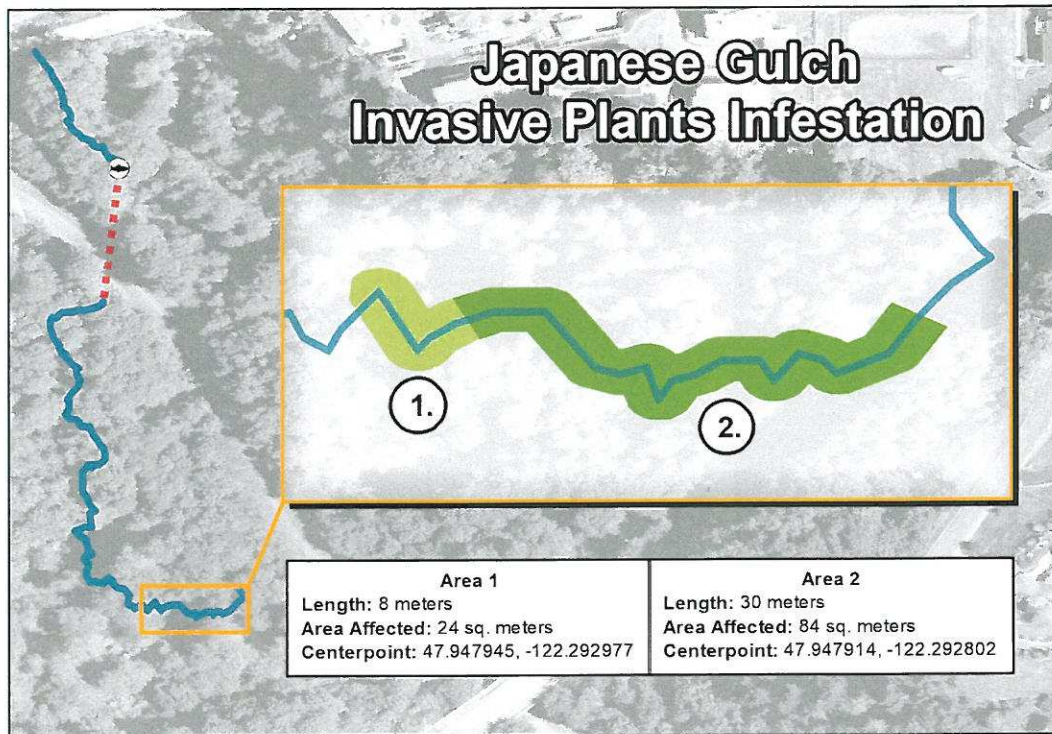 Japanese Gulch
Invasive Plants Infestation
1.
2.
Area 1
Length: 8 meters
Area Affected: 24 sq. meters
Centerpoint: 47.947945, -122.292977
Area 2
Length: 30 meters
Area Affected: 84 sq. meters
Centerpoint: 47.947914, -122.292802